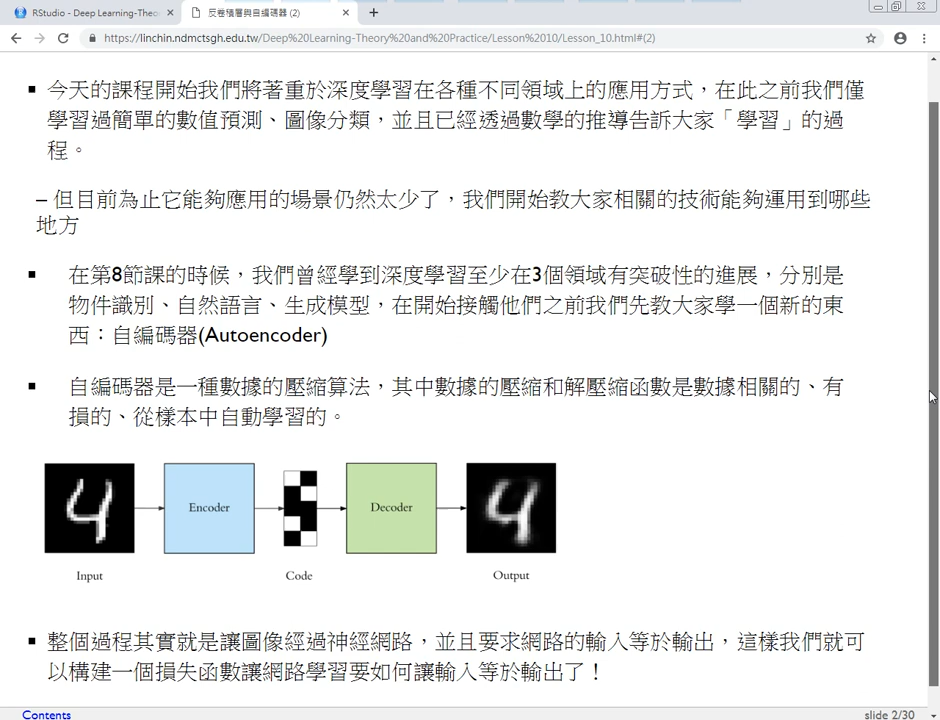 RStudio - Deep Learning-Theo
反卷積層與自編碼器 (2)
https://linchin.ndmctsgh.edu.tw/Deep%20Learning-Theory%20and%20Practice/Lesson%2010/Lesson_10.html#(2)
▪ 今天的課程開始我們將著重於深度學習在各種不同領域上的應用方式，在此之前我們僅
學習過簡單的數值預測、圖像分類，並且已經透過數學的推導告訴大家「學習」的過
程。
– 但目前為止它能夠應用的場景仍然太少了，我們開始教大家相關的技術能夠運用到哪些
地方
▪ 在第8節課的時候，我們曾經學到深度學習至少在3個領域有突破性的進展，分別是
物件識別、自然語言、生成模型，在開始接觸他們之前我們先教大家學一個新的東
西：自編碼器(Autoencoder)
▪ 自編碼器是一種數據的壓縮算法，其中數據的壓縮和解壓縮函數是數據相關的、有
損的、從樣本中自動學習的。
Encoder
Decoder
Input
Code
Output
▪ 整個過程其實就是讓圖像經過神經網路，並且要求網路的輸入等於輸出，這樣我們就可
以構建一個損失函數讓網路學習要如何讓輸入等於輸出了！
Contents
slide 2/30